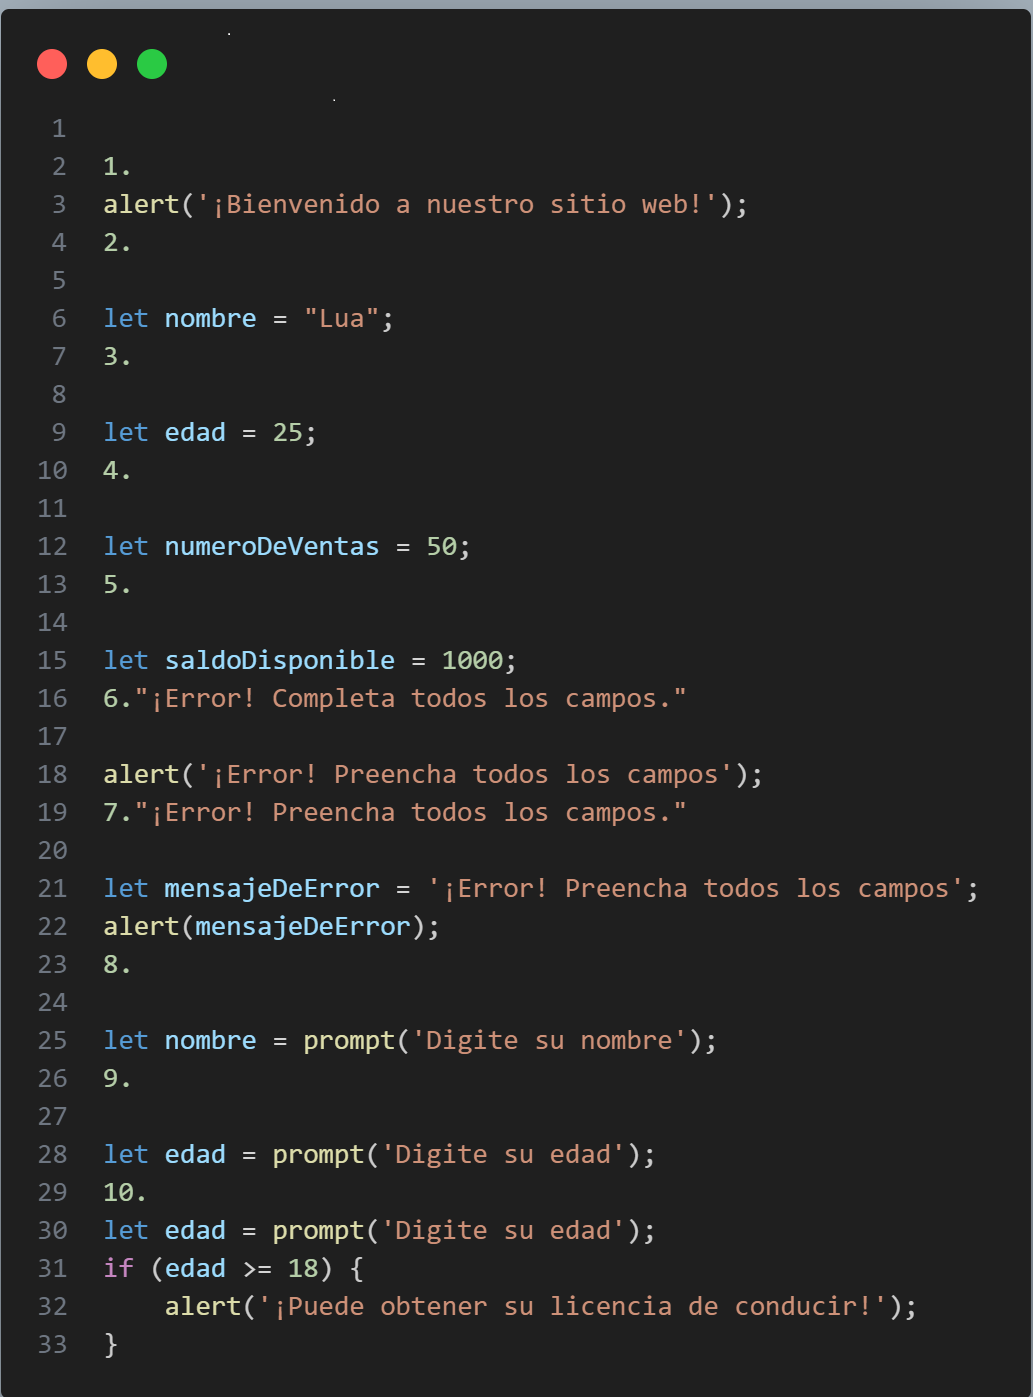 1
2 1.
3 alert('¡Bienvenido a nuestro sitio web!');
4 2.
5
6 let nombre = "Lua";
7 3.
8
9 let edad = 25;
10 4.
11
12 let numeroDeVentas = 50;
13 5.
14
15 let saldoDisponible = 1000;
16 6."¡Error! Completa todos los campos."
17
18 alert('¡Error! Preencha todos los campos');
19 7."¡Error! Preencha todos los campos."
20
21 let mensajeDeError = '¡Error! Preencha todos los campos';
22 alert(mensajeDeError);
23 8.
24
25 let nombre = prompt('Digite su nombre');
26 9.
27
28 let edad = prompt('Digite su edad');
29 10.
30 let edad = prompt('Digite su edad');
31 if (edad >= 18) {
32     alert('¡Puede obtener su licencia de conducir!');
33 }